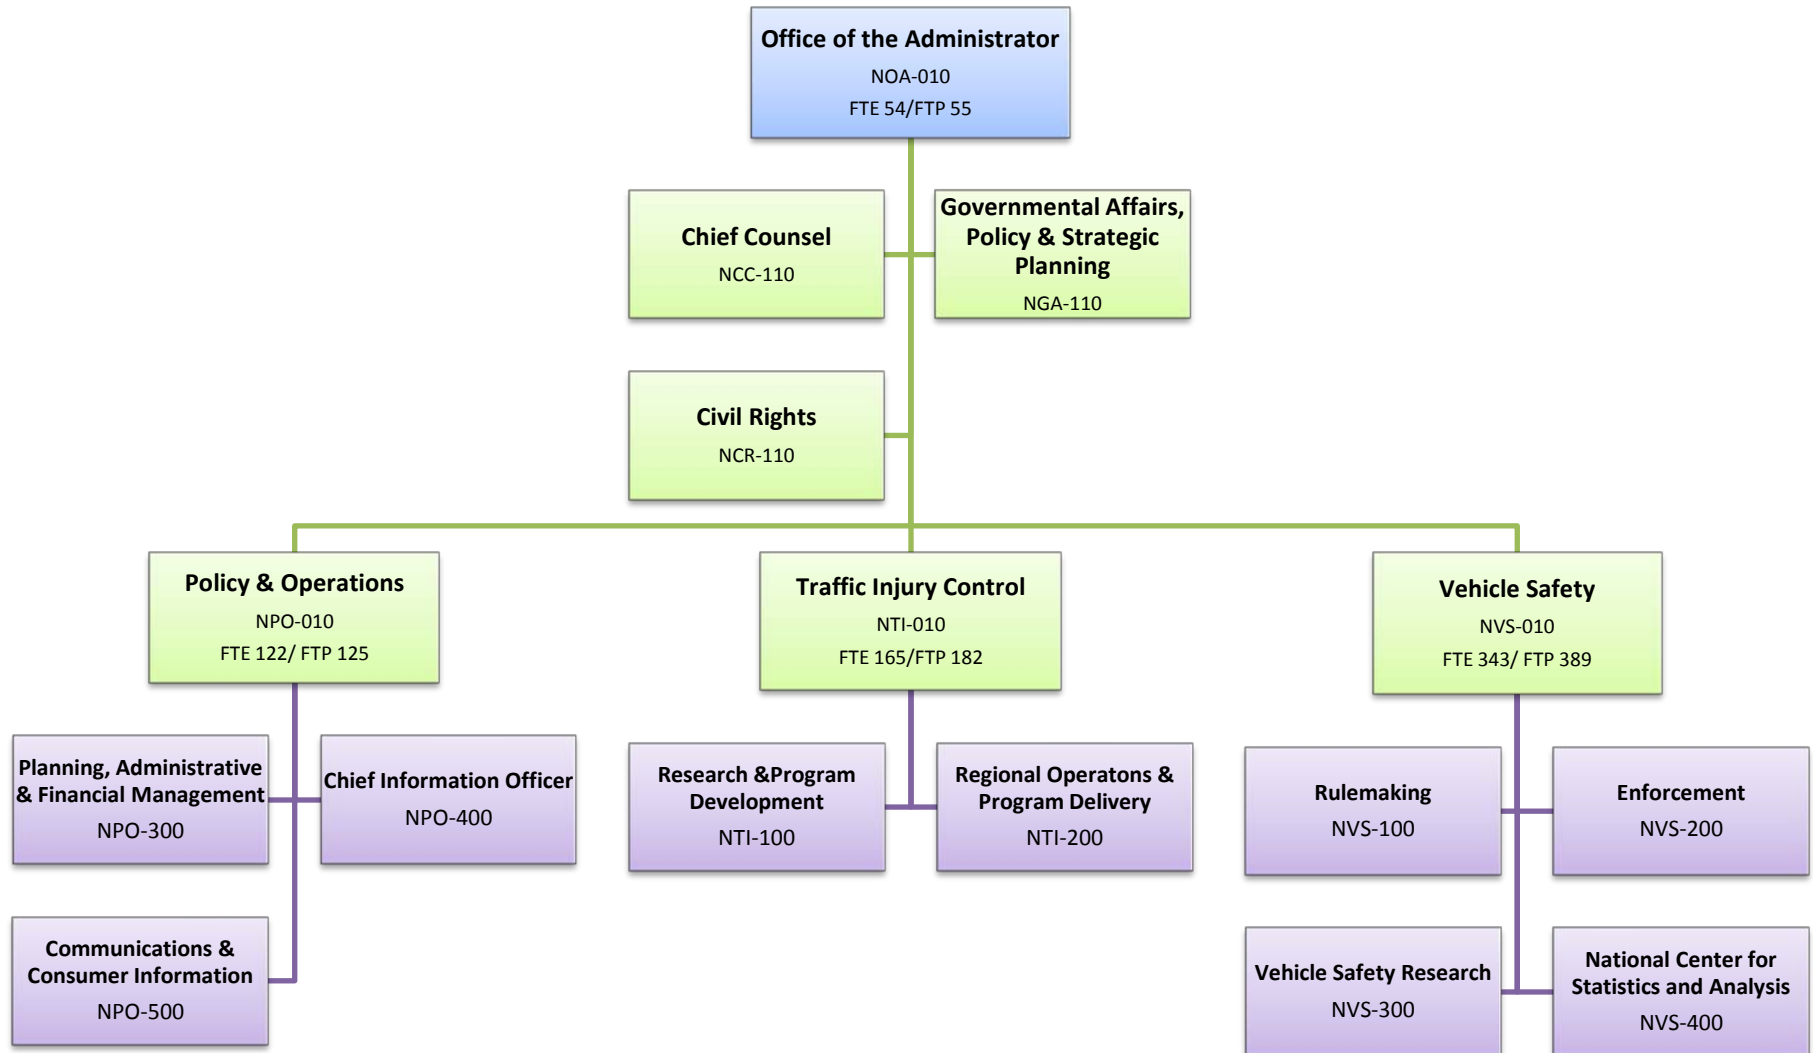 Office of the Administrator
NOA-010
FTE 54/FTP 55
Chief Counsel
NCC-110
Governmental Affairs,
Policy & Strategic
Planning
NGA-110
Civil Rights
NCR-110
Policy & Operations
NPO-010
FTE 122/ FTP 125
Traffic Injury Control
NTI-010
FTE 165/FTP 182
Vehicle Safety
NVS-010
FTE 343/ FTP 389
Planning, Administrative
& Financial Management
NPO-300
Chief Information Officer
NPO-400
Communications &
Consumer Information
NPO-500
Research &Program
Development
NTI-100
Regional Operatons &
Program Delivery
NTI-200
Rulemaking
NVS-100
Enforcement
NVS-200
Vehicle Safety Research
NVS-300
National Center for
Statistics and Analysis
NVS-400